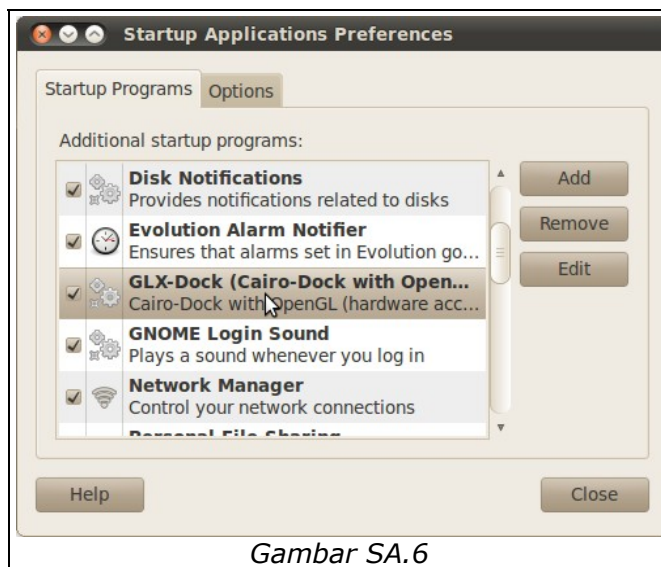 Startup Applications Preferences
Startup Programs
Options
Additional startup programs:
Disk Notifications
Provides notifications related to disks
Evolution Alarm Notifier
Ensures that alarms set in Evolution go...
GLX-Dock (Cairo-Dock with Open...
Cairo-Dock with OpenGL (hardware acc...
GNOME Login Sound
Plays a sound whenever you log in
Network Manager
Control your network connections
Personal File Sharing
Add
Remove
Edit
Help
Close
Gambar SA.6